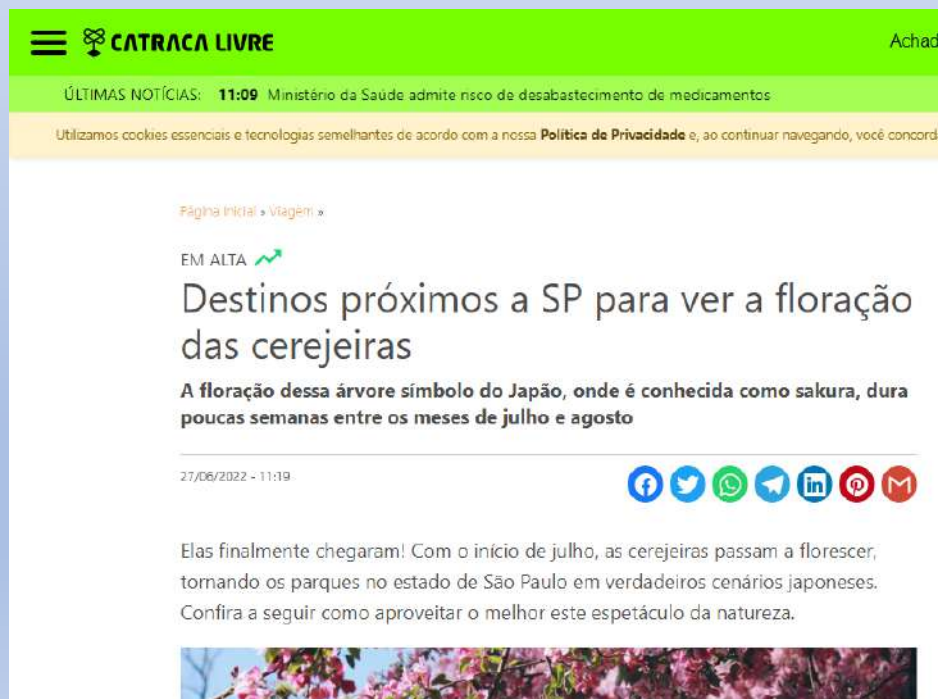 CATRACA LIVRE
Achad
ÚLTIMAS NOTÍCIAS: 11:09 Ministério da Saúde admite risco de desabastecimento de medicamentos
Utilizamos cookies essenciais e tecnologias semelhantes de acordo com a nossa Política de Privacidade e, ao continuar navegando, você concord
Página Inicial » Viagem »
EM ALTA
Destinos próximos a SP para ver a floração
das cerejeiras
A floração dessa árvore símbolo do Japão, onde é conhecida como sakura, dura
poucas semanas entre os meses de julho e agosto
27/06/2022 - 11:19
Elas finalmente chegaram! Com o início de julho, as cerejeiras passam a florescer,
tornando os parques no estado de São Paulo em verdadeiros cenários japoneses.
Confira a seguir como aproveitar o melhor este espetáculo da natureza.